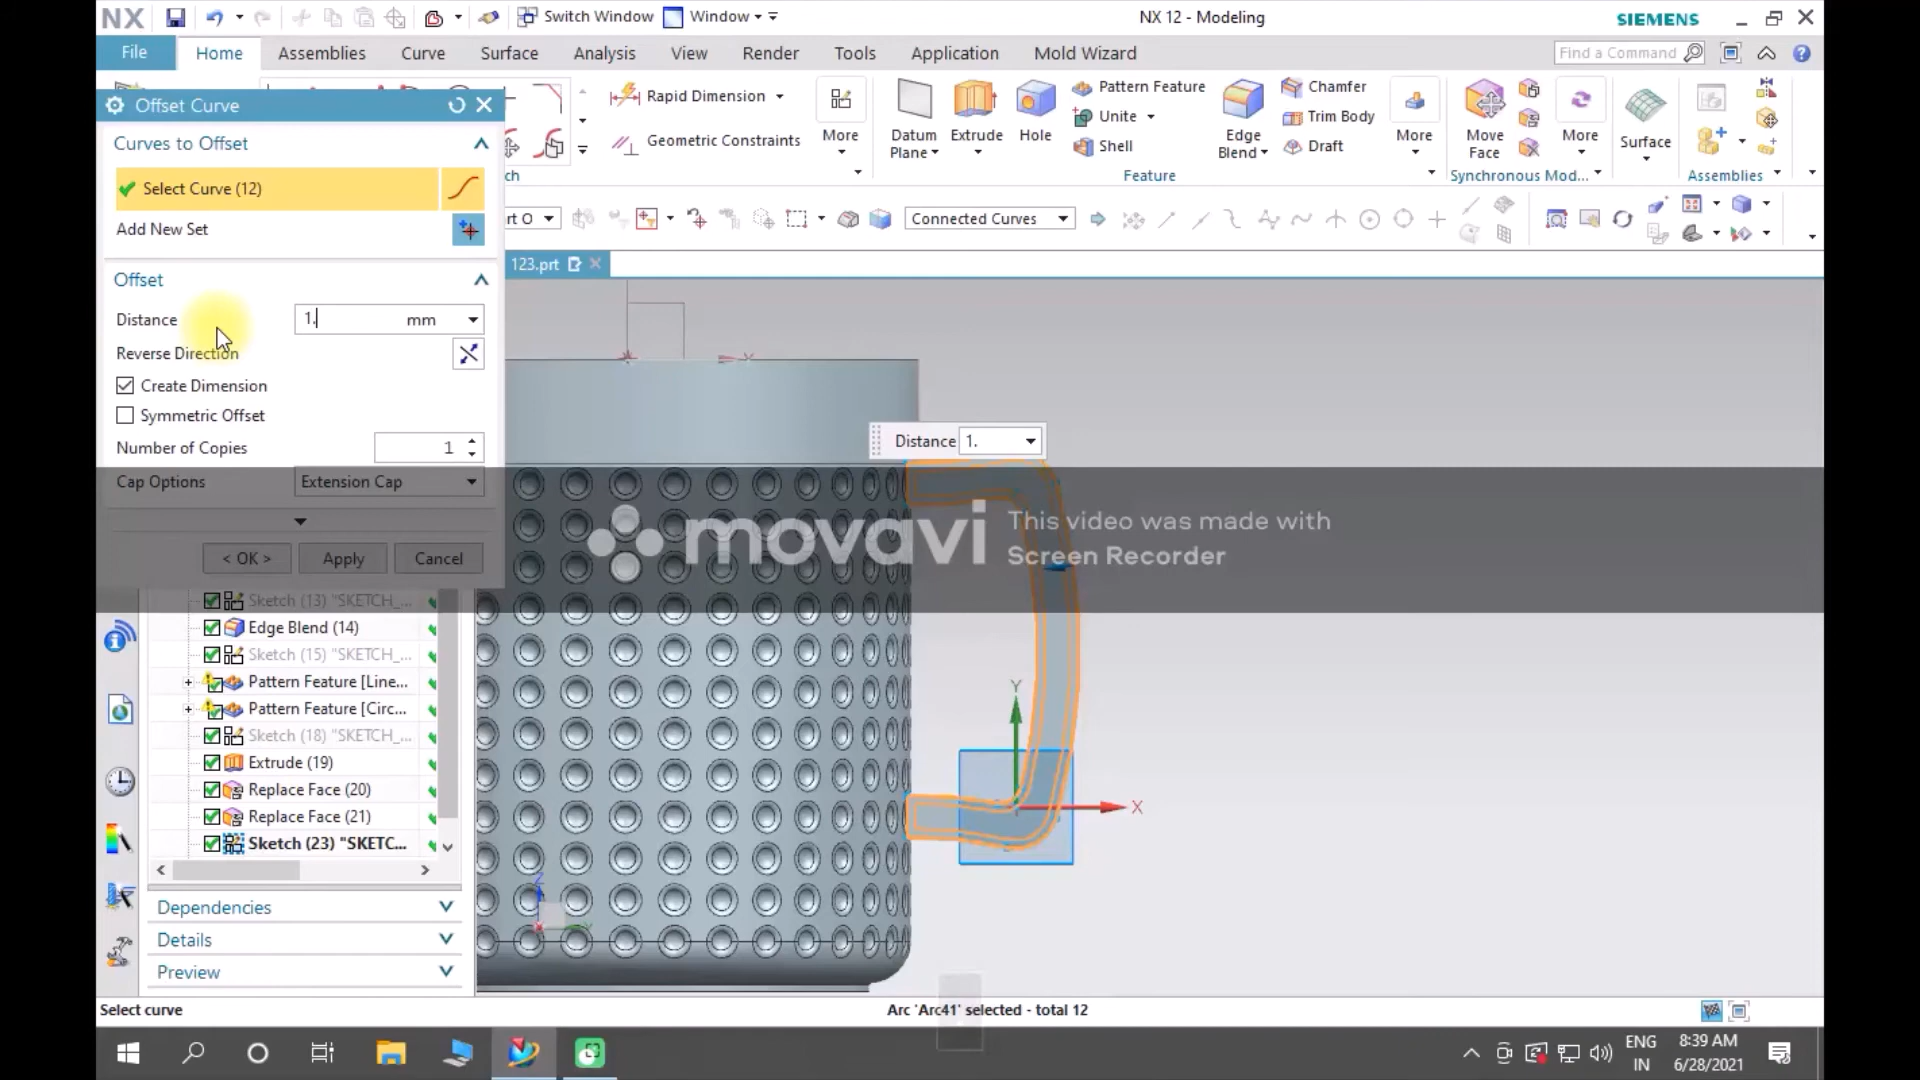 NX
Switch Window
Window
NX 12 - Modeling
SIEMENS
File
Home
Assemblies
Curve
Surface
Analysis
View
Render
Tools
Application
Mold Wizard
Find a Command
Offset Curve
Rapid Dimension
Geometric Constraints
More
Datum
Plane
Extrude
Hole
Pattern Feature
Unite
Shell
Edge
Blend
Chamfer
Trim Body
Draft
More
Move
Face
More
Surface
Feature
Synchronous Mod...
Assemblies
Curves to Offset
Select Curve (12)
Add New Set
Connected Curves
123.prt
Offset
Distance 1. mm
Reverse Direction
Create Dimension
Symmetric Offset
Number of Copies 1
Cap Options Extension Cap
< OK > Apply Cancel
Distance 1.
movavi
This video was made with
Screen Recorder
Sketch (13) "SKETCH_...
Edge Blend (14)
Sketch (15) "SKETCH_...
Pattern Feature [Line...
Pattern Feature [Circ...
Sketch (18) "SKETCH_...
Extrude (19)
Replace Face (20)
Replace Face (21)
Sketch (23) "SKETC...
Y
X
Z
Dependencies
Details
Preview
Select curve
Arc 'Arc41' selected - total 12
ENG
IN
8:39 AM
6/28/2021